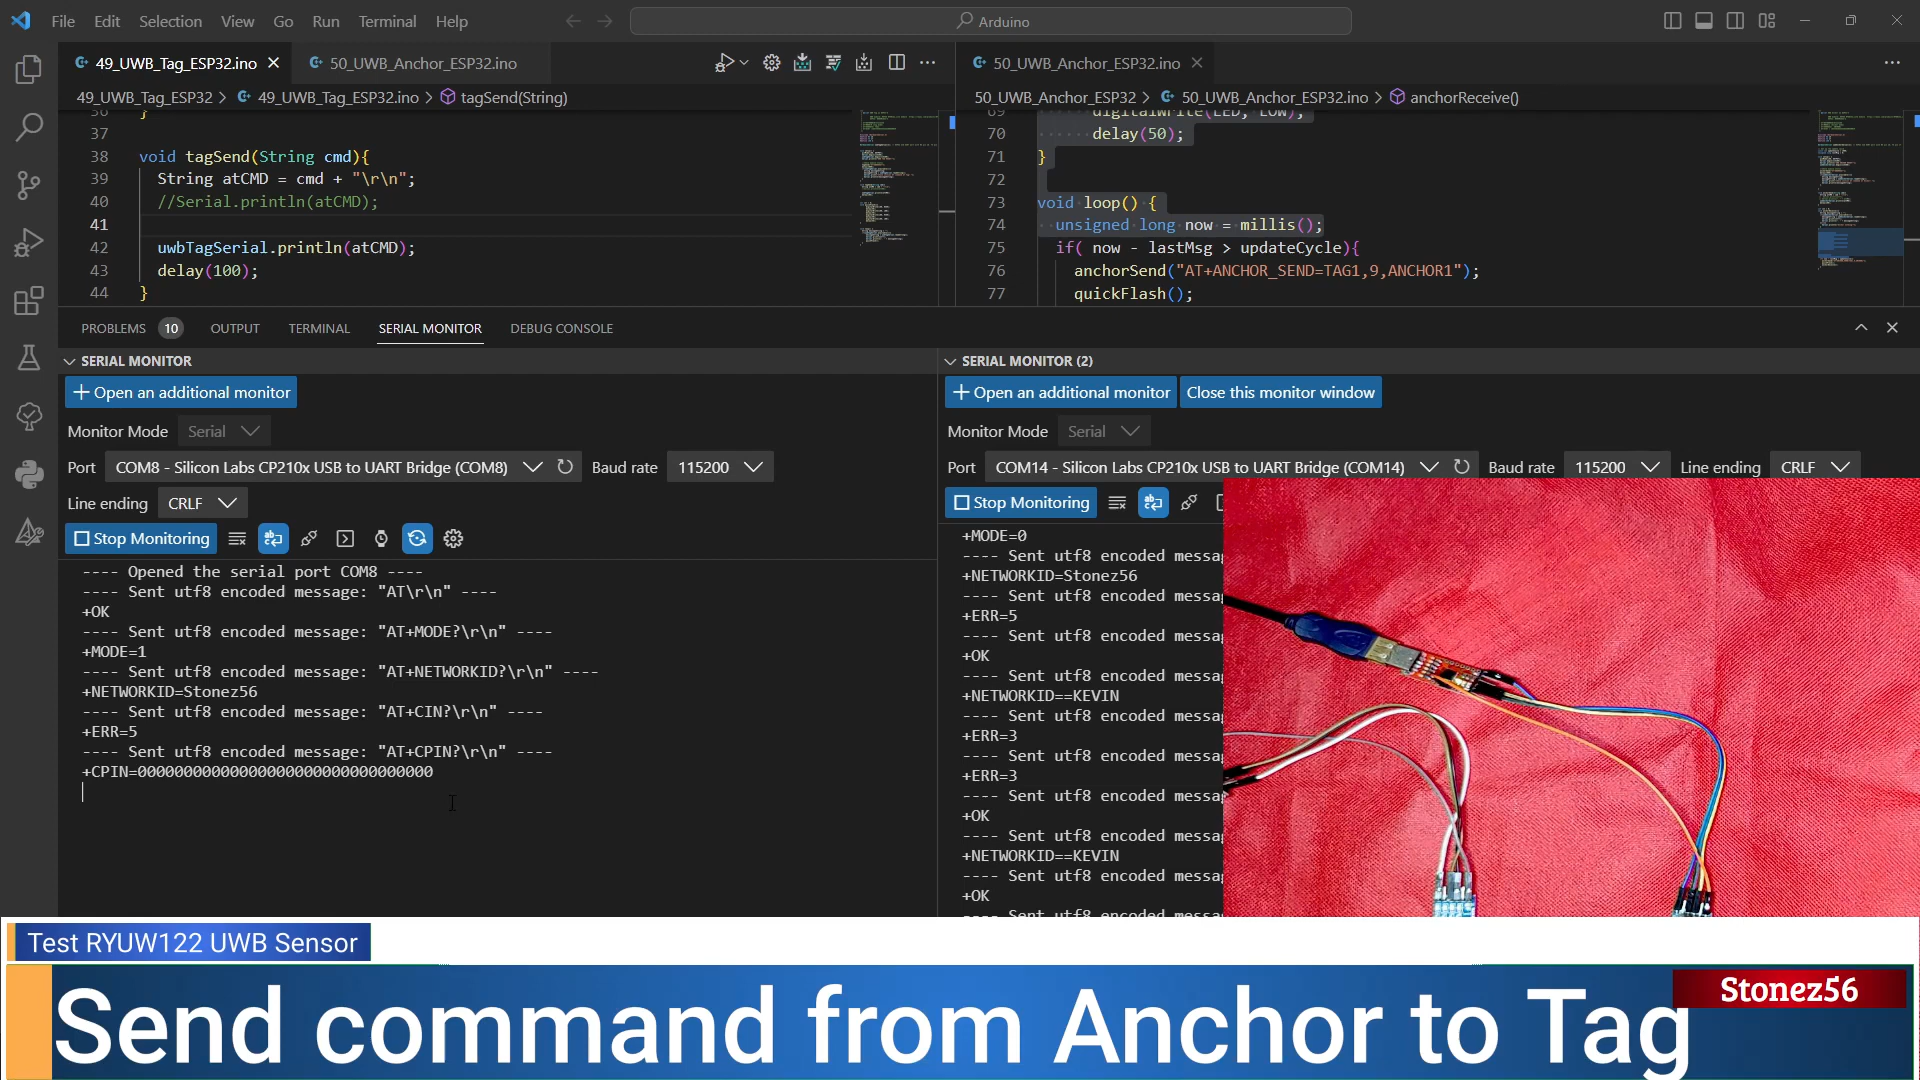 File Edit Selection View Go Run Terminal Help
Arduino
49_UWB_Tag_ESP32.ino
50_UWB_Anchor_ESP32.ino
50_UWB_Anchor_ESP32.ino
49_UWB_Tag_ESP32 > 49_UWB_Tag_ESP32.ino > tagSend(String)
50_UWB_Anchor_ESP32 > 50_UWB_Anchor_ESP32.ino > anchorReceive()
36 }
37
38 void tagSend(String cmd){
39 String atCMD = cmd + "\r\n";
40 //Serial.println(atCMD);
41
42 uwbTagSerial.println(atCMD);
43 delay(100);
44 }
69 digitalWrite(LED, LOW);
70 delay(50);
71 }
72
73 void loop() {
74 unsigned long now = millis();
75 if( now - lastMsg > updateCycle){
76 anchorSend("AT+ANCHOR_SEND=TAG1,9,ANCHOR1");
77 quickFlash();
PROBLEMS 10 OUTPUT TERMINAL SERIAL MONITOR DEBUG CONSOLE
SERIAL MONITOR
Open an additional monitor
Monitor Mode Serial
Port COM8 - Silicon Labs CP210x USB to UART Bridge (COM8) Baud rate 115200
Line ending CRLF
Stop Monitoring
---- Opened the serial port COM8 ----
---- Sent utf8 encoded message: "AT\r\n" ----
+OK
---- Sent utf8 encoded message: "AT+MODE?\r\n" ----
+MODE=1
---- Sent utf8 encoded message: "AT+NETWORKID?\r\n" ----
+NETWORKID=Stonez56
---- Sent utf8 encoded message: "AT+CIN?\r\n" ----
+ERR=5
---- Sent utf8 encoded message: "AT+CPIN?\r\n" ----
+CPIN=00000000000000000000000000000000
SERIAL MONITOR (2)
Open an additional monitor Close this monitor window
Monitor Mode Serial
Port COM14 - Silicon Labs CP210x USB to UART Bridge (COM14) Baud rate 115200 Line ending CRLF
Stop Monitoring
+MODE=0
---- Sent utf8 encoded messa
+NETWORKID=Stonez56
---- Sent utf8 encoded messa
+ERR=5
---- Sent utf8 encoded messa
+OK
---- Sent utf8 encoded messa
+NETWORKID==KEVIN
---- Sent utf8 encoded messa
+ERR=3
---- Sent utf8 encoded messa
+ERR=3
---- Sent utf8 encoded messa
+OK
---- Sent utf8 encoded messa
+NETWORKID==KEVIN
---- Sent utf8 encoded messa
+OK
---- Sent utf8 encoded messa
Test RYUW122 UWB Sensor
Send command from Anchor to Tag
Stonez56